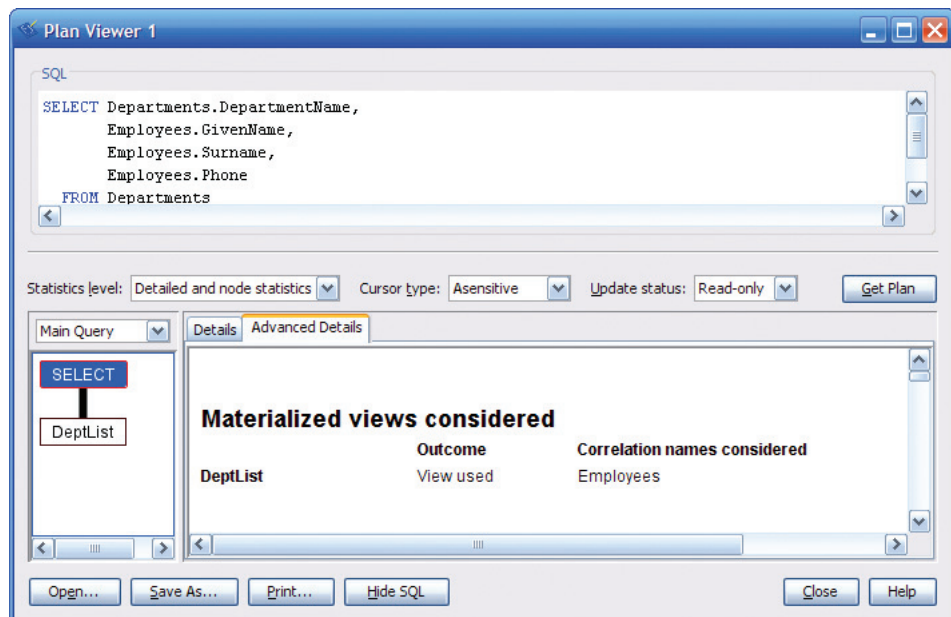 Plan Viewer 1
SQL
SELECT Departments.DepartmentName,
Employees.GivenName,
Employees.Surname,
Employees.Phone
FROM Departments
Statistics level: Detailed and node statistics Cursor type: Asensitive Update status: Read-only Get Plan
Main Query
Details Advanced Details
SELECT
DeptList
Materialized views considered
Outcome Correlation names considered
DeptList View used Employees
Open... Save As... Print... Hide SQL Close Help